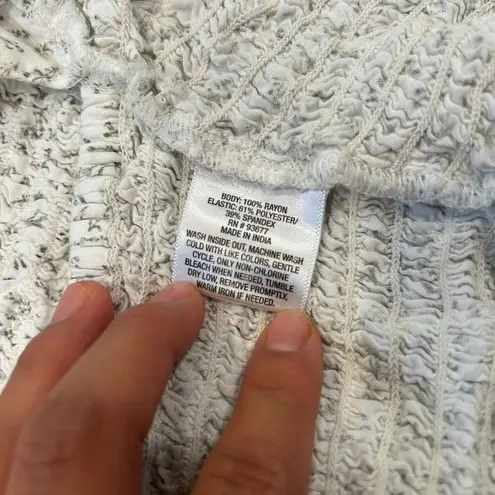 BODY: 100% RAYON
ELASTIC: 61% POLYESTER/
39% SPANDEX
RN # 93677
MADE IN INDIA
WASH INSIDE OUT, MACHINE WASH
COLD WITH LIKE COLORS, GENTLE
CYCLE, ONLY NON-CHLORINE
BLEACH WHEN NEEDED, TUMBLE
DRY LOW, REMOVE PROMPTLY,
WARM IRON IF NEEDED.